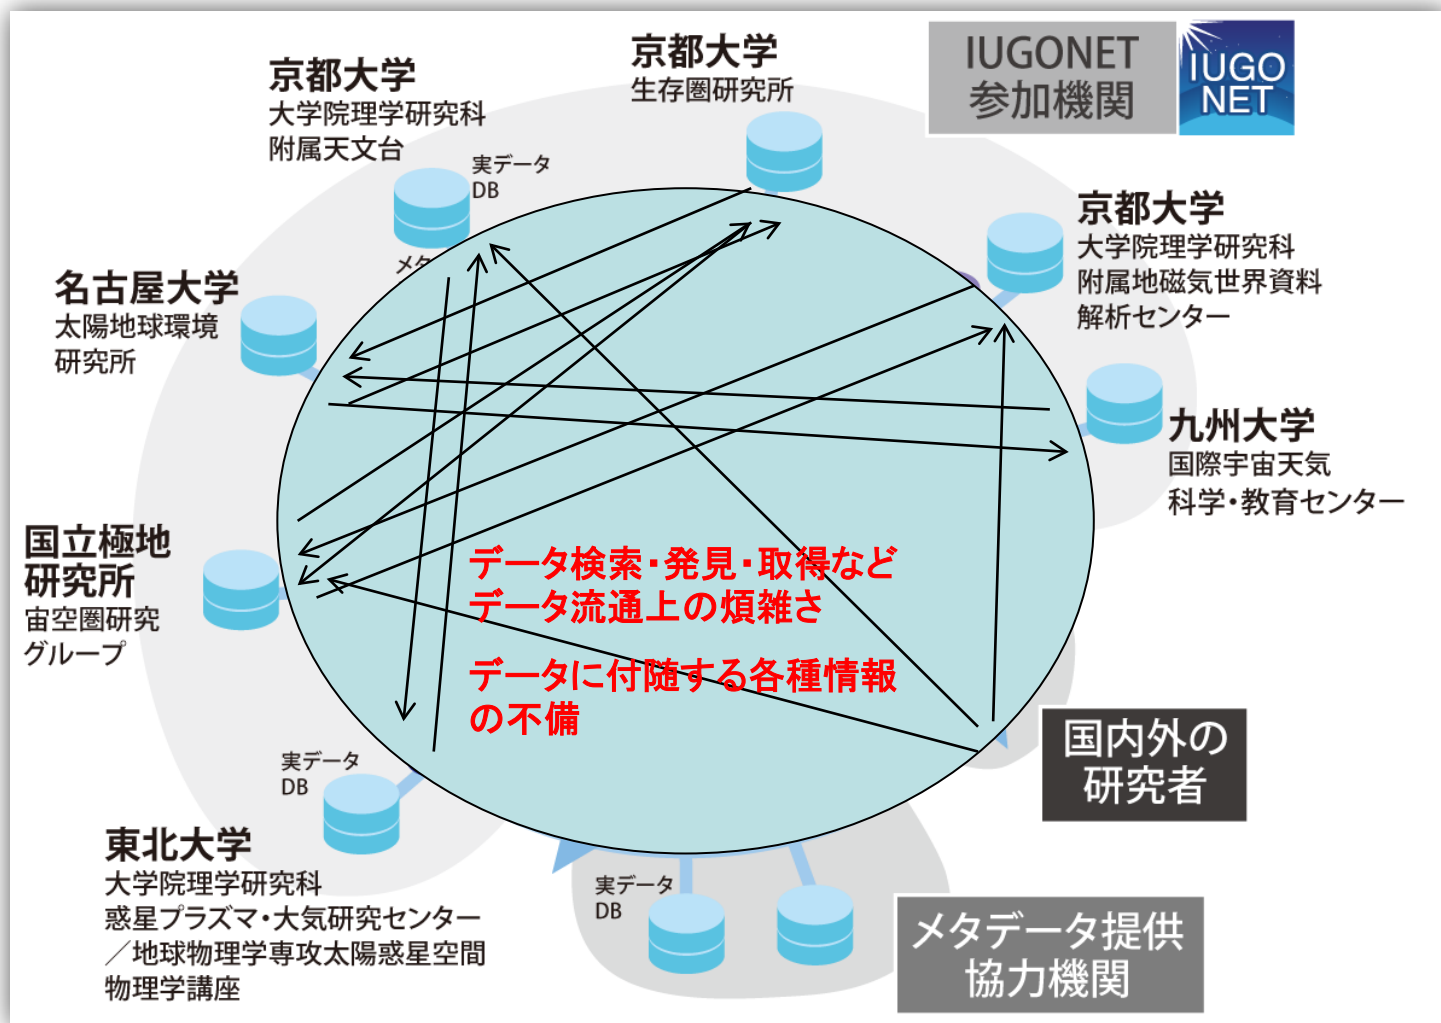 京都大学
大学院理学研究科
附属天文台
京都大学
生存圏研究所
IUGONET
参加機関
IUGO
NET
実データ
DB
メタ
京都大学
大学院理学研究科
附属地磁気世界資料
解析センター
名古屋大学
太陽地球環境
研究所
九州大学
国際宇宙天気
科学・教育センター
国立極地
研究所
宙空圏研究
グループ
データ検索・発見・取得など
データ流通上の煩雑さ
データに付随する各種情報
の不備
国内外の
研究者
実データ
DB
東北大学
大学院理学研究科
惑星プラズマ・大気研究センター
／地球物理学専攻太陽惑星空間
物理学講座
実データ
DB
メタデータ提供
協力機関